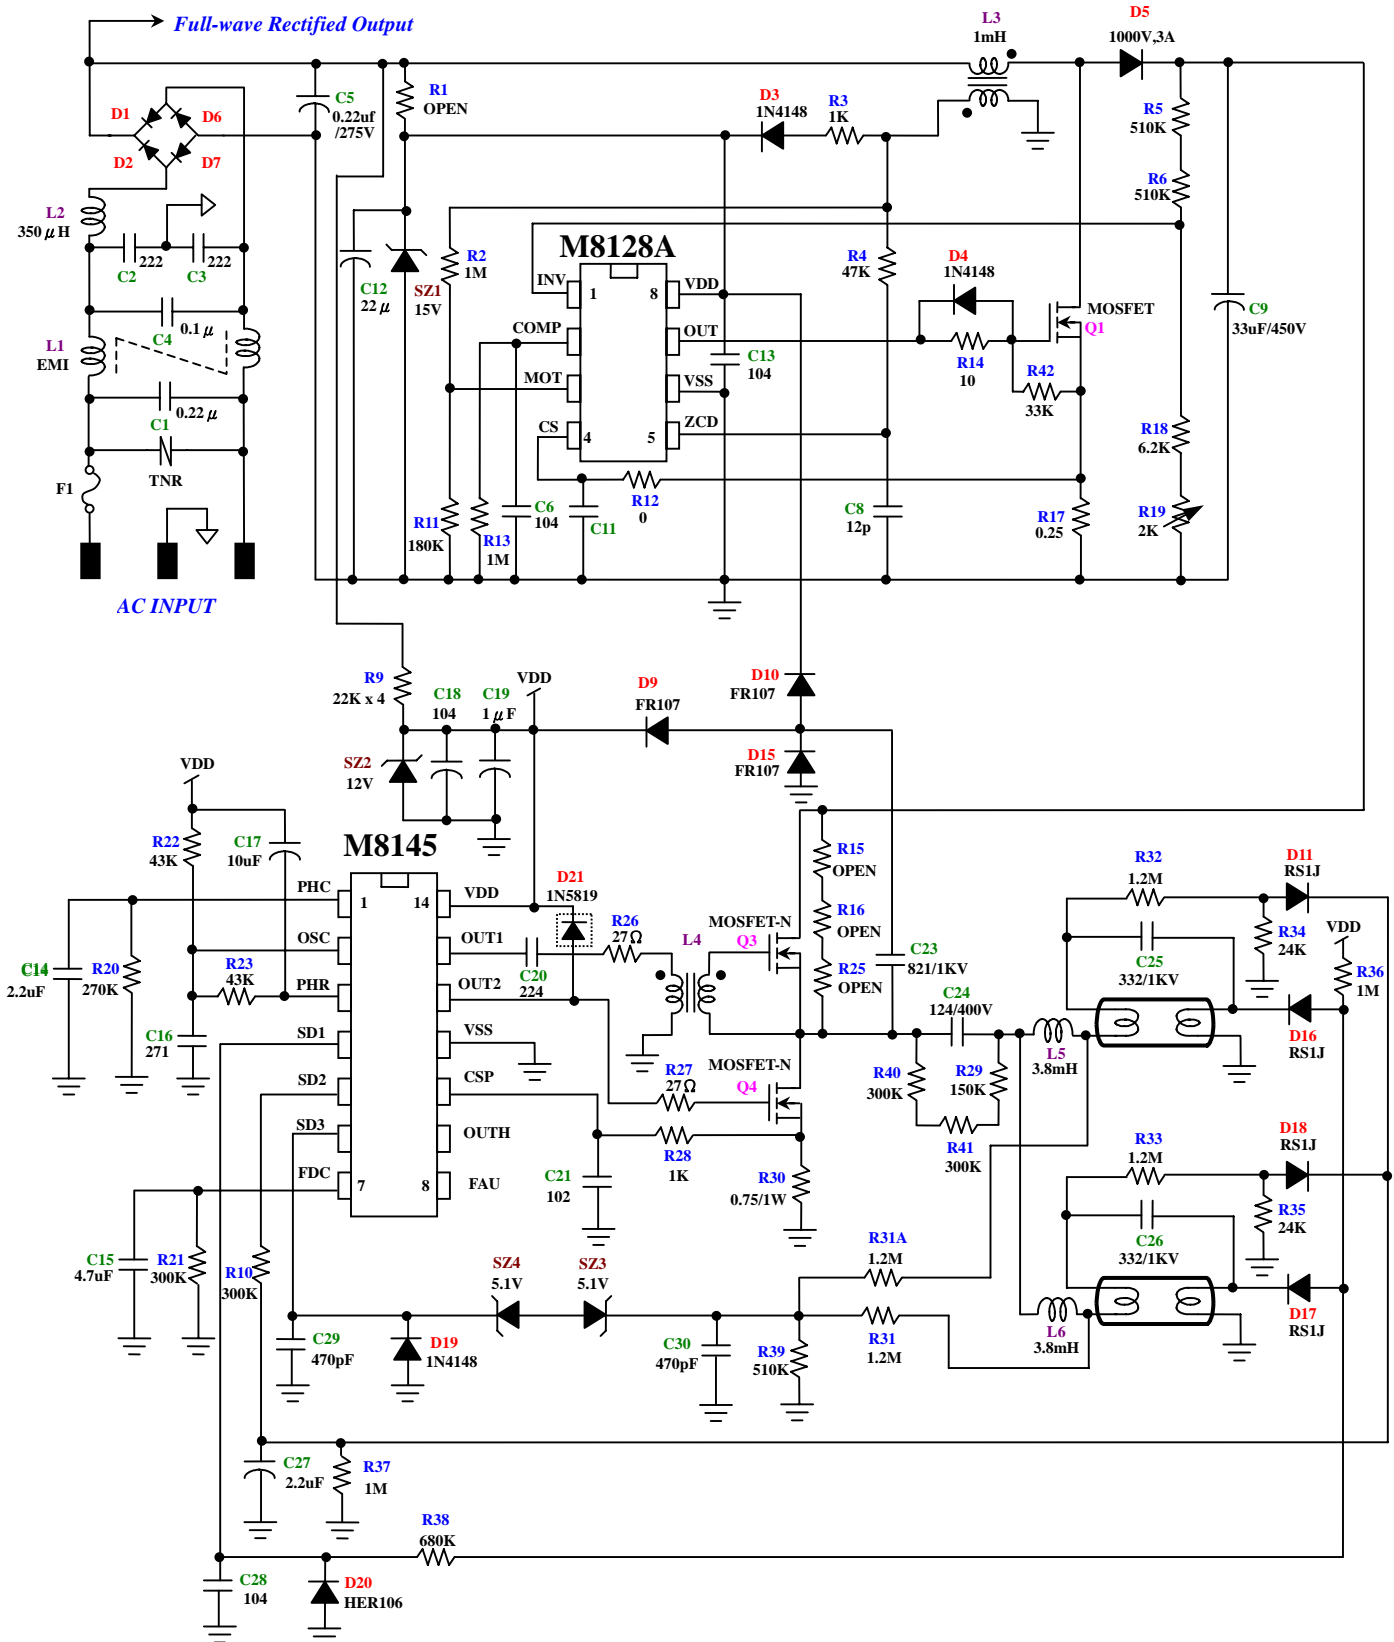 Full-wave Rectified Output
L3
1mH
D5
1000V,3A
C5
0.22uf
/275V
R1
OPEN
D3
1N4148
R3
1K
D1
D6
D2
D7
R5
510K
R6
510K
L2
350μH
C2
222
C3
222
C12
22μ
SZ1
15V
R2
1M
M8128A
INV
1
8
VDD
COMP
OUT
MOT
VSS
CS
4
5
ZCD
R4
47K
D4
1N4148
R14
10
MOSFET
Q1
R42
33K
C9
33uF/450V
C13
104
L1
EMI
0.1μ
C4
0.22μ
C1
TNR
F1
R18
6.2K
R19
2K
R11
180K
R13
1M
C6
104
C11
R12
0
C8
12p
R17
0.25
AC INPUT
R9
22K x 4
C18
104
C19
1μF
VDD
D9
FR107
D10
FR107
D15
FR107
SZ2
12V
VDD
R22
43K
C17
10uF
M8145
PHC
1
14
VDD
OSC
OUT1
PHR
OUT2
SD1
VSS
SD2
CSP
SD3
OUTH
FDC
7
8
FAU
D21
1N5819
R26
27Ω
C20
224
L4
MOSFET-N
Q3
R15
OPEN
R16
OPEN
R25
OPEN
C23
821/1KV
C24
124/400V
C14
2.2uF
R20
270K
R23
43K
C16
271
R27
27Ω
MOSFET-N
Q4
R28
1K
C21
102
R30
0.75/1W
R40
300K
R29
150K
R41
300K
L5
3.8mH
R32
1.2M
D11
RS1J
C25
332/1KV
R34
24K
VDD
R36
1M
D16
RS1J
R33
1.2M
D18
RS1J
C26
332/1KV
R35
24K
D17
RS1J
L6
3.8mH
C15
4.7uF
R21
300K
R10
300K
SZ4
5.1V
SZ3
5.1V
R31A
1.2M
R31
1.2M
C29
470pF
D19
1N4148
C30
470pF
R39
510K
C27
2.2uF
R37
1M
R38
680K
C28
104
D20
HER106